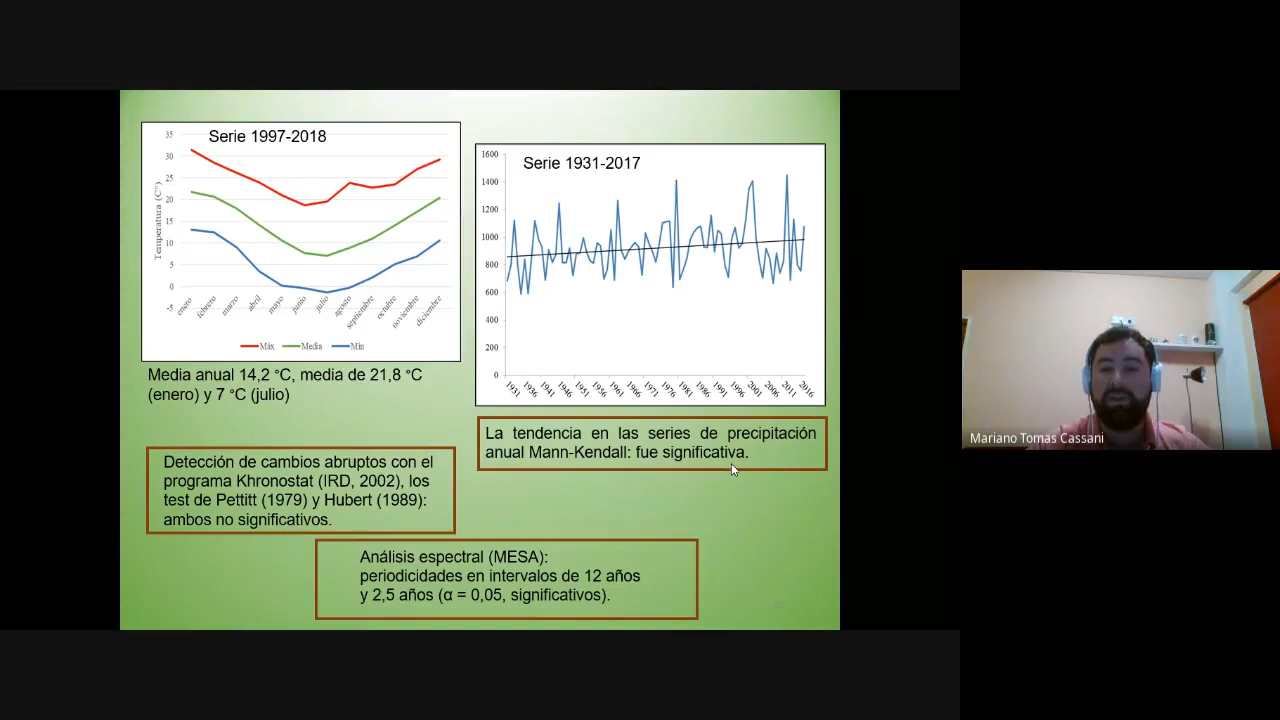 Serie 1997-2018
35
30
25
20
15
10
5
0
-5
Temperatura (C°)
enero
febrero
marzo
abril
mayo
junio
julio
agosto
septiembre
octubre
noviembre
diciembre
Máx Media Min
Media anual 14,2 °C, media de 21,8 °C
(enero) y 7 °C (julio)
Serie 1931-2017
1600
1400
1200
1000
800
600
400
200
0
1931
1936
1941
1946
1951
1956
1961
1966
1971
1976
1981
1986
1991
1996
2001
2006
2011
2016
La tendencia en las series de precipitación
anual Mann-Kendall: fue significativa.
Detección de cambios abruptos con el
programa Khronostat (IRD, 2002), los
test de Pettitt (1979) y Hubert (1989):
ambos no significativos.
Análisis espectral (MESA):
periodicidades en intervalos de 12 años
y 2,5 años (α = 0,05, significativos).
Mariano Tomas Cassani